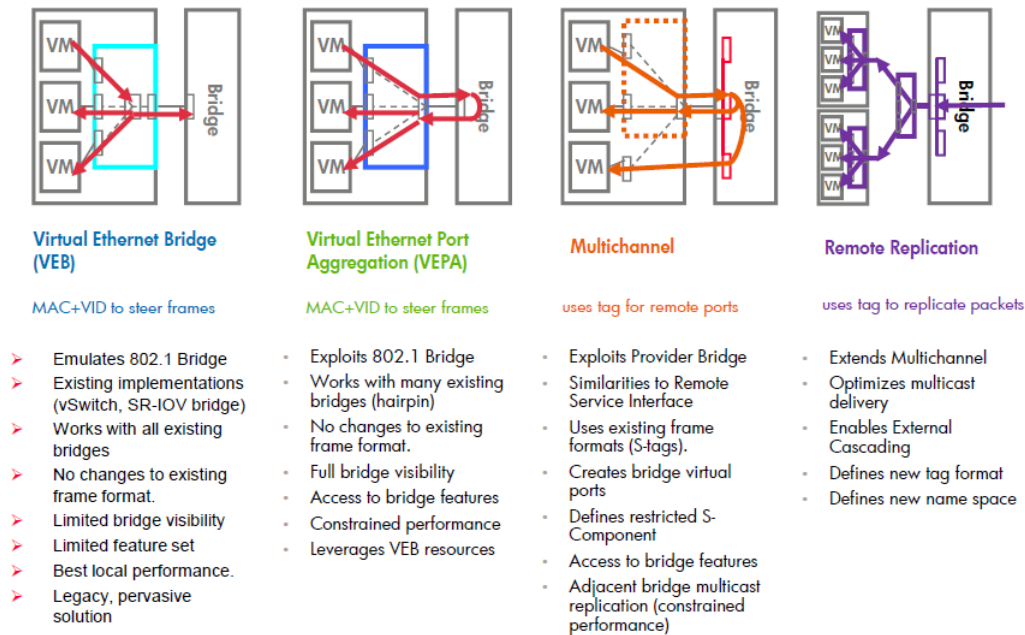 VM
VM
VM
Bridge
VM
VM
VM
Bridge
VM
VM
VM
Bridge
VM
VM
VM
VM
VM
VM
Bridge
Virtual Ethernet Bridge
(VEB)
MAC+VID to steer frames
Emulates 802.1 Bridge
Existing implementations
(vSwitch, SR-IOV bridge)
Works with all existing
bridges
No changes to existing
frame format.
Limited bridge visibility
Limited feature set
Best local performance.
Legacy, pervasive
solution
Virtual Ethernet Port
Aggregation (VEPA)
MAC+VID to steer frames
Exploits 802.1 Bridge
Works with many existing
bridges (hairpin)
No changes to existing
frame format.
Full bridge visibility
Access to bridge features
Constrained performance
Leverages VEB resources
Multichannel
uses tag for remote ports
Exploits Provider Bridge
Similarities to Remote
Service Interface
Uses existing frame
formats (S-tags).
Creates bridge virtual
ports
Defines restricted S-
Component
Access to bridge features
Adjacent bridge multicast
replication (constrained
performance)
Remote Replication
uses tag to replicate packets
Extends Multichannel
Optimizes multicast
delivery
Enables External
Cascading
Defines new tag format
Defines new name space